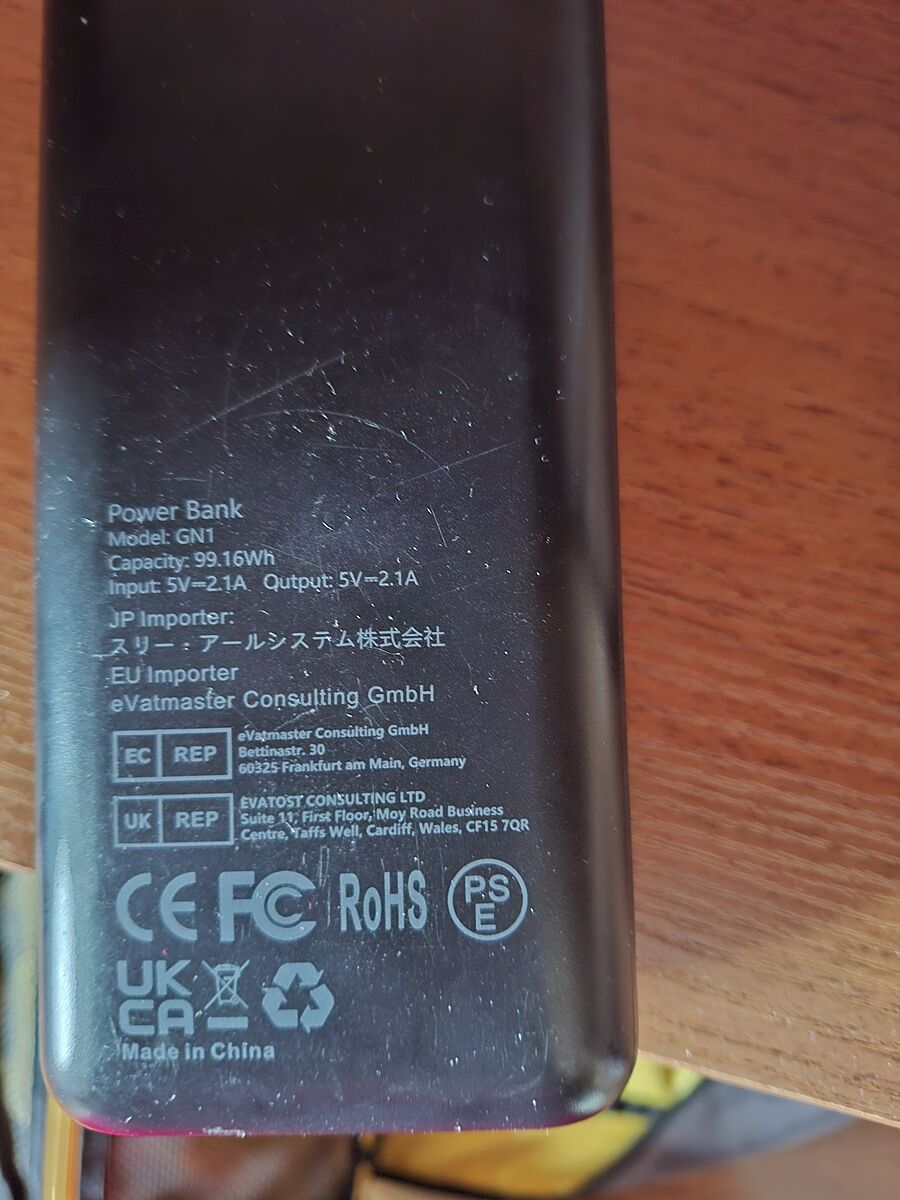 Power Bank
Model: GN1
Capacity: 99.16Wh
Input: 5V⎓2.1A Qutput: 5V⎓2.1A
JP Importer:
スリー：アールシステム株式会社
EU Importer
eVatmaster Consulting GmbH
EC REP
eVatmaster Consulting GmbH
Bettinastr. 30
60325 Frankfurt am Main, Germany
UK REP
EVATOST CONSULTING LTD
Suite 11, First Floor, Moy Road Business
Centre, Taffs Well, Cardiff, Wales, CF15 7QR
CE FC RoHS PSE
UK
CA
Made in China